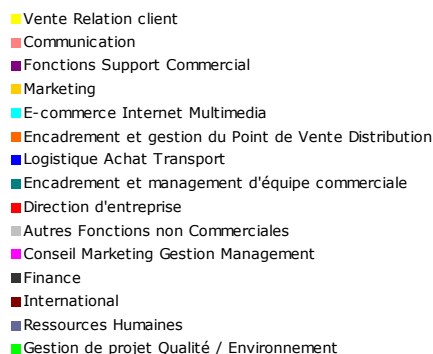 Vente Relation client
Communication
Fonctions Support Commercial
Marketing
E-commerce Internet Multimedia
Encadrement et gestion du Point de Vente Distribution
Logistique Achat Transport
Encadrement et management d'équipe commerciale
Direction d'entreprise
Autres Fonctions non Commerciales
Conseil Marketing Gestion Management
Finance
International
Ressources Humaines
Gestion de projet Qualité / Environnement